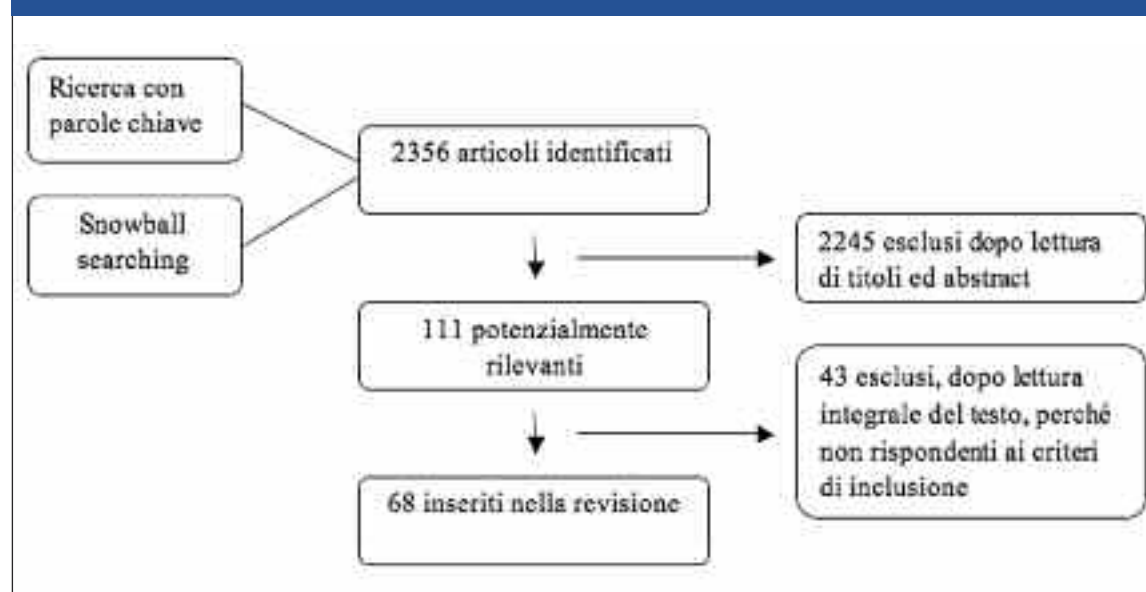 Ricerca con
parole chiave
Snowball
searching
2356 articoli identificati
2245 esclusi dopo lettura
di titoli ed abstract
111 potenzialmente
rilevanti
43 esclusi, dopo lettura
integrale del testo, perché
non rispondenti ai criteri
di inclusione
68 inseriti nella revisione